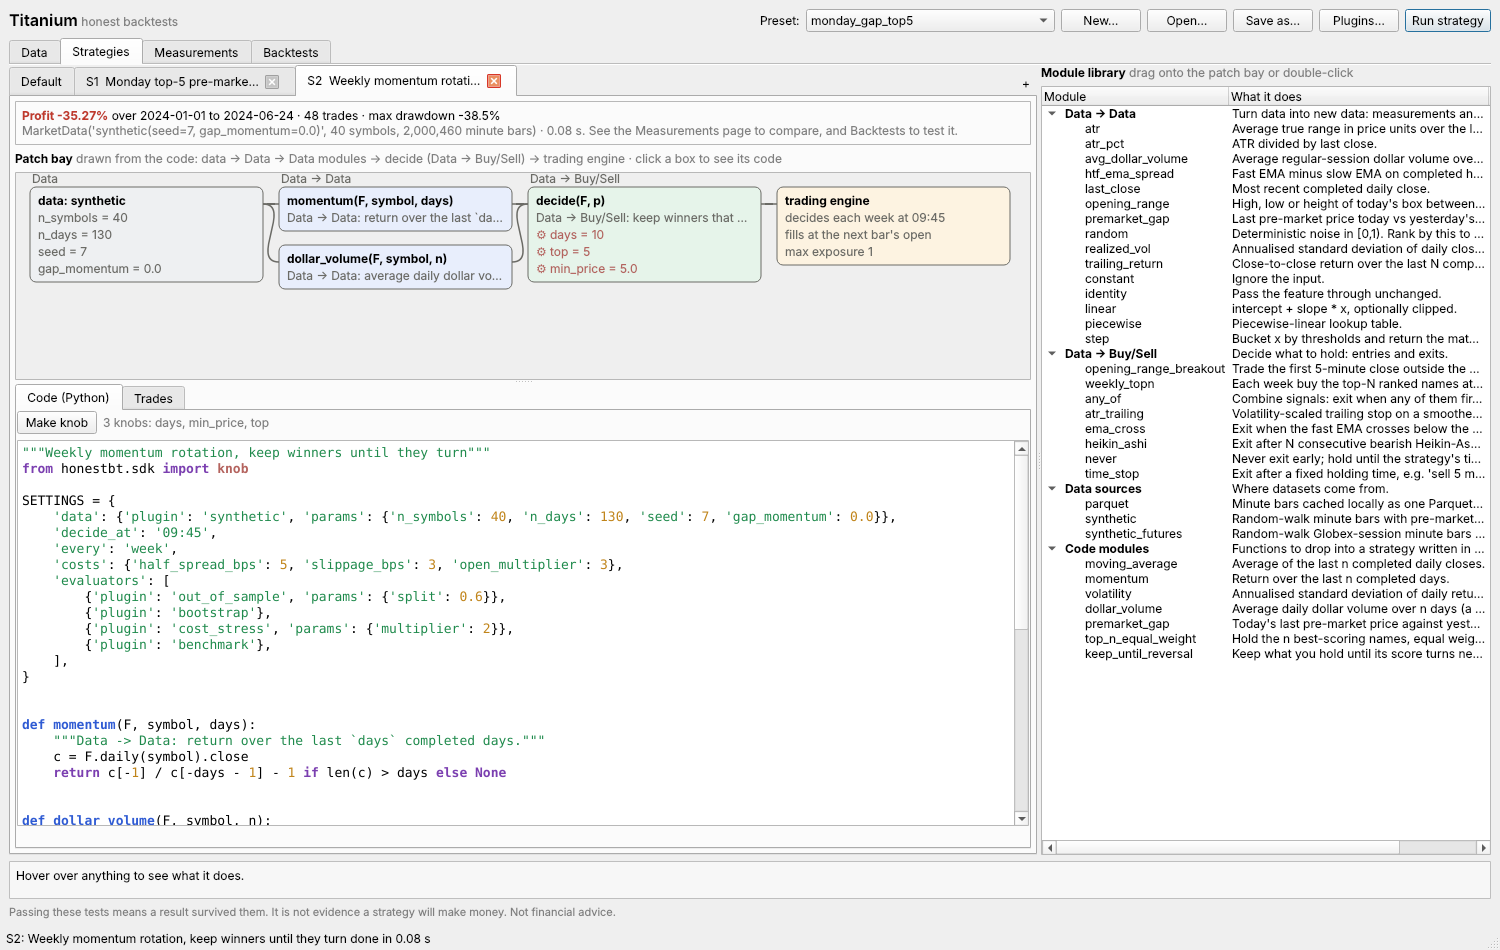 Titanium honest backtests
Preset: monday_gap_top5 New... Open... Save as... Plugins... Run strategy
Data Strategies Measurements Backtests
Default S1 Monday top-5 pre-marke... S2 Weekly momentum rotati... +
Profit -35.27% over 2024-01-01 to 2024-06-24 · 48 trades · max drawdown -38.5%
MarketData('synthetic(seed=7, gap_momentum=0.0)', 40 symbols, 2,000,460 minute bars) · 0.08 s. See the Measurements page to compare, and Backtests to test it.
Patch bay drawn from the code: data → Data → Data modules → decide (Data → Buy/Sell) → trading engine · click a box to see its code
Data
data: synthetic
n_symbols = 40
n_days = 130
seed = 7
gap_momentum = 0.0
Data → Data
momentum(F, symbol, days)
Data → Data: return over the last `da...
dollar_volume(F, symbol, n)
Data → Data: average daily dollar vo...
Data → Buy/Sell
decide(F, p)
Data → Buy/Sell: keep winners that ...
⚙ days = 10
⚙ top = 5
⚙ min_price = 5.0
trading engine
decides each week at 09:45
fills at the next bar's open
max exposure 1
Code (Python) Trades
Make knob 3 knobs: days, min_price, top
"""Weekly momentum rotation, keep winners until they turn"""
from honestbt.sdk import knob
SETTINGS = {
    'data': {'plugin': 'synthetic', 'params': {'n_symbols': 40, 'n_days': 130, 'seed': 7, 'gap_momentum': 0.0}},
    'decide_at': '09:45',
    'every': 'week',
    'costs': {'half_spread_bps': 5, 'slippage_bps': 3, 'open_multiplier': 3},
    'evaluators': [
        {'plugin': 'out_of_sample', 'params': {'split': 0.6}},
        {'plugin': 'bootstrap'},
        {'plugin': 'cost_stress', 'params': {'multiplier': 2}},
        {'plugin': 'benchmark'},
    ],
}
def momentum(F, symbol, days):
    """Data -> Data: return over the last `days` completed days."""
    c = F.daily(symbol).close
    return c[-1] / c[-days - 1] - 1 if len(c) > days else None
def dollar_volume(F, symbol, n):
Module library drag onto the patch bay or double-click
Module What it does
Data → Data Turn data into new data: measurements an...
atr Average true range in price units over the l...
atr_pct ATR divided by last close.
avg_dollar_volume Average regular-session dollar volume ove...
htf_ema_spread Fast EMA minus slow EMA on completed h...
last_close Most recent completed daily close.
opening_range High, low or height of today's box between...
premarket_gap Last pre-market price today vs yesterday's...
random Deterministic noise in [0,1). Rank by this to ...
realized_vol Annualised standard deviation of daily clos...
trailing_return Close-to-close return over the last N comp...
constant Ignore the input.
identity Pass the feature through unchanged.
linear intercept + slope * x, optionally clipped.
piecewise Piecewise-linear lookup table.
step Bucket x by thresholds and return the mat...
Data → Buy/Sell Decide what to hold: entries and exits.
opening_range_breakout Trade the first 5-minute close outside the ...
weekly_topn Each week buy the top-N ranked names at...
any_of Combine signals: exit when any of them fir...
atr_trailing Volatility-scaled trailing stop on a smoothe...
ema_cross Exit when the fast EMA crosses below the ...
heikin_ashi Exit after N consecutive bearish Heikin-As...
never Never exit early; hold until the strategy's ti...
time_stop Exit after a fixed holding time, e.g. 'sell 5 m...
Data sources Where datasets come from.
parquet Minute bars cached locally as one Parquet...
synthetic Random-walk minute bars with pre-market...
synthetic_futures Random-walk Globex-session minute bars ...
Code modules Functions to drop into a strategy written in ...
moving_average Average of the last n completed daily closes.
momentum Return over the last n completed days.
volatility Annualised standard deviation of daily retu...
dollar_volume Average daily dollar volume over n days (a ...
premarket_gap Today's last pre-market price against yest...
top_n_equal_weight Hold the n best-scoring names, equal weig...
keep_until_reversal Keep what you hold until its score turns ne...
Hover over anything to see what it does.
Passing these tests means a result survived them. It is not evidence a strategy will make money. Not financial advice.
S2: Weekly momentum rotation, keep winners until they turn done in 0.08 s